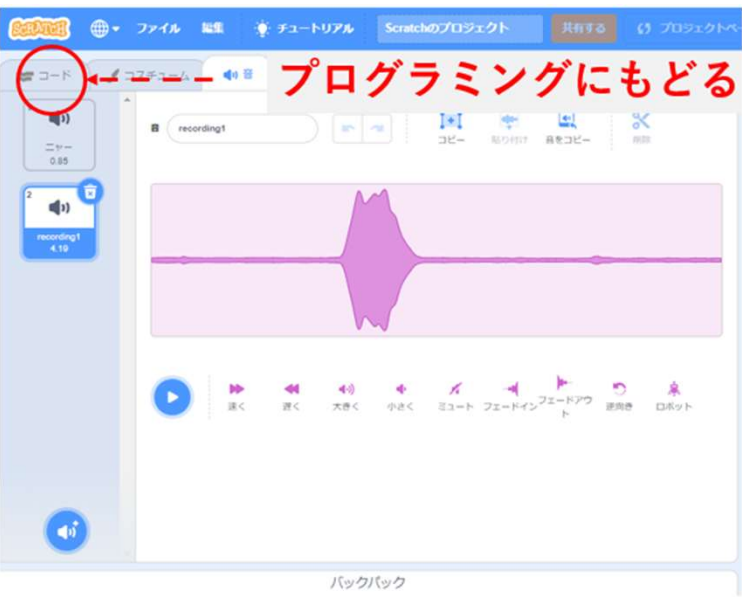 SCRATCH ファイル 編集 チュートリアル Scratchのプロジェクト 共有する プロジェクトペー
コード コスチューム 音 プログラミングにもどる
音 recording1 コピー 貼り付け 音をコピー 削除
ニャー
0.85
2
recording1
4.19
速く 遅く 大きく 小さく ミュート フェードイン フェードアウ
ト 逆向き ロボット
バックパック